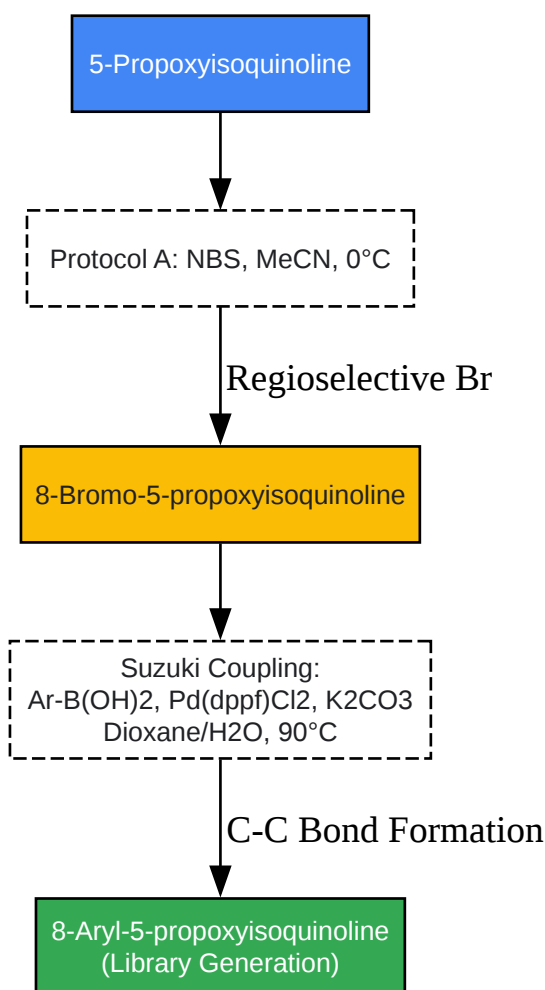 5-Propoxyisoquinoline
Protocol A: NBS, MeCN, 0°C
Regioselective Br
8-Bromo-5-propoxyisoquinoline
Suzuki Coupling:
Ar-B(OH)2, Pd(dppf)Cl2, K2CO3
Dioxane/H2O, 90°C
C-C Bond Formation
8-Aryl-5-propoxyisoquinoline
(Library Generation)